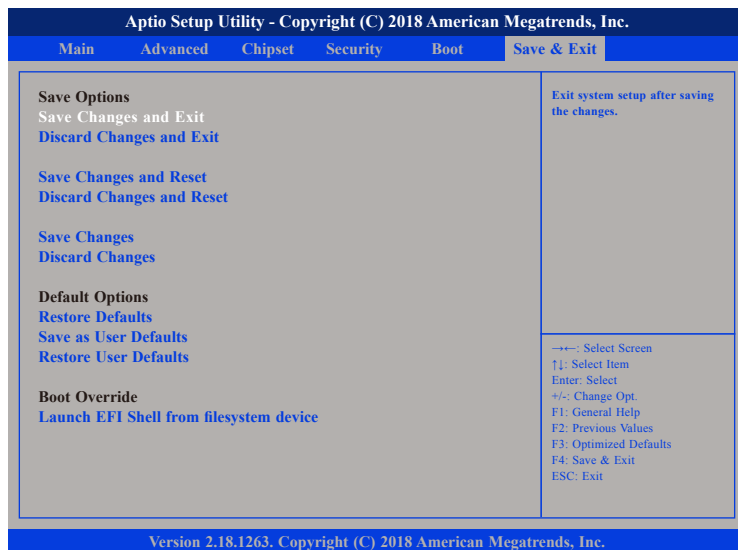 Aptio Setup Utility - Copyright (C) 2018 American Megatrends, Inc.
Main Advanced Chipset Security Boot Save & Exit
Save Options
Save Changes and Exit
Discard Changes and Exit
Save Changes and Reset
Discard Changes and Reset
Save Changes
Discard Changes
Default Options
Restore Defaults
Save as User Defaults
Restore User Defaults
Boot Override
Launch EFI Shell from filesystem device
Exit system setup after saving
the changes.
→←: Select Screen
↑↓: Select Item
Enter: Select
+/-: Change Opt.
F1: General Help
F2: Previous Values
F3: Optimized Defaults
F4: Save & Exit
ESC: Exit
Version 2.18.1263. Copyright (C) 2018 American Megatrends, Inc.